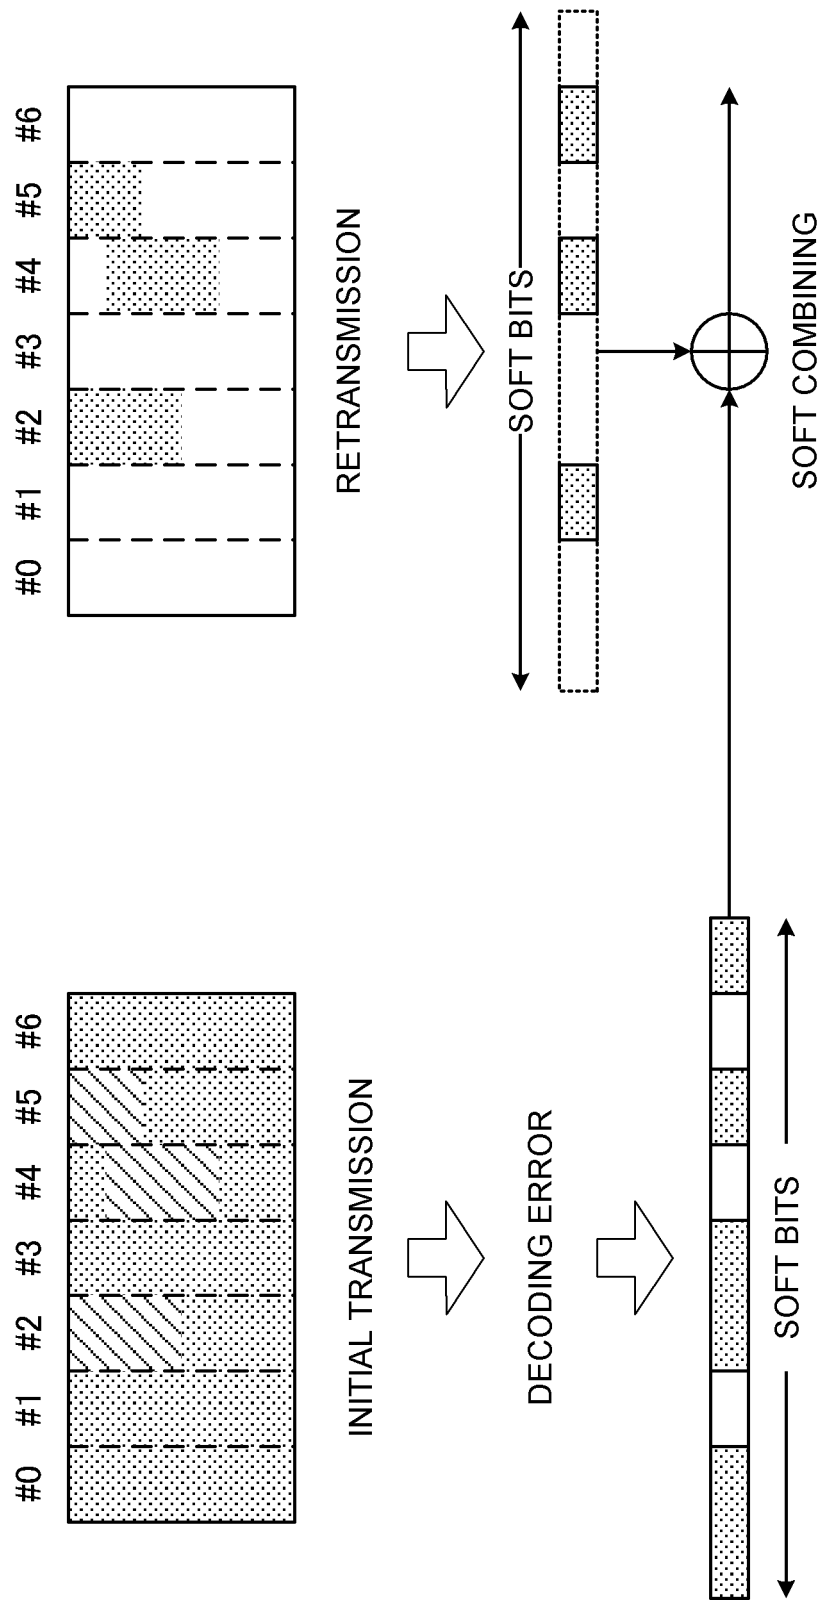 #0 #1 #2 #3 #4 #5 #6
INITIAL TRANSMISSION
DECODING ERROR
SOFT BITS
#0 #1 #2 #3 #4 #5 #6
RETRANSMISSION
SOFT BITS
SOFT COMBINING